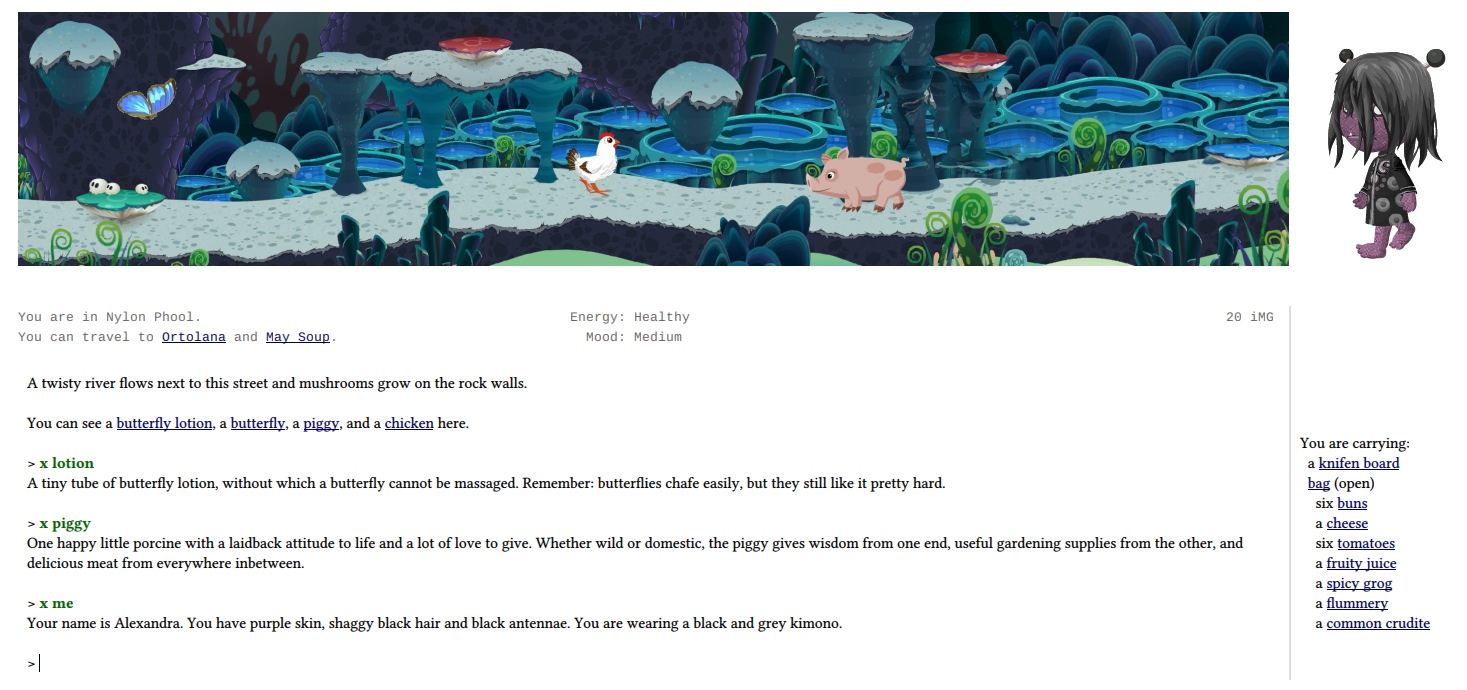 You are in Nylon Phool.
You can travel to Ortolana and May Soup.
Energy: Healthy
Mood: Medium
20 iMG
A twisty river flows next to this street and mushrooms grow on the rock walls.
You can see a butterfly lotion, a butterfly, a piggy, and a chicken here.
> x lotion
A tiny tube of butterfly lotion, without which a butterfly cannot be massaged. Remember: butterflies chafe easily, but they still like it pretty hard.
> x piggy
One happy little porcine with a laidback attitude to life and a lot of love to give. Whether wild or domestic, the piggy gives wisdom from one end, useful gardening supplies from the other, and
delicious meat from everywhere inbetween.
> x me
Your name is Alexandra. You have purple skin, shaggy black hair and black antennae. You are wearing a black and grey kimono.
>
You are carrying:
a knifen board
bag (open)
six buns
a cheese
six tomatoes
a fruity juice
a spicy grog
a flummery
a common crudite